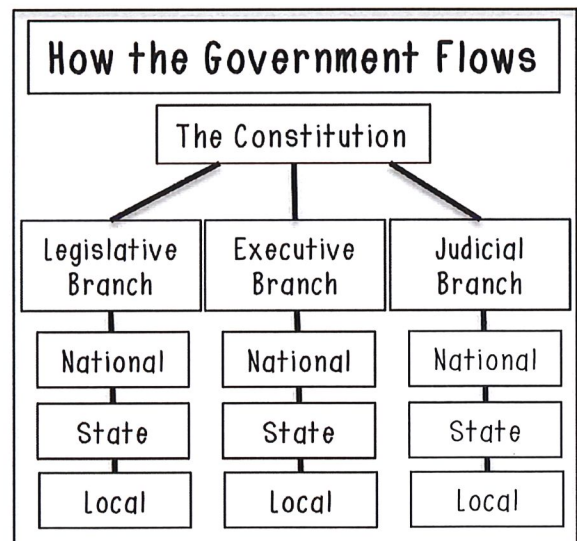 How the Government Flows
The Constitution
Legislative
Branch
Executive
Branch
Judicial
Branch
National
National
National
State
State
State
Local
Local
Local